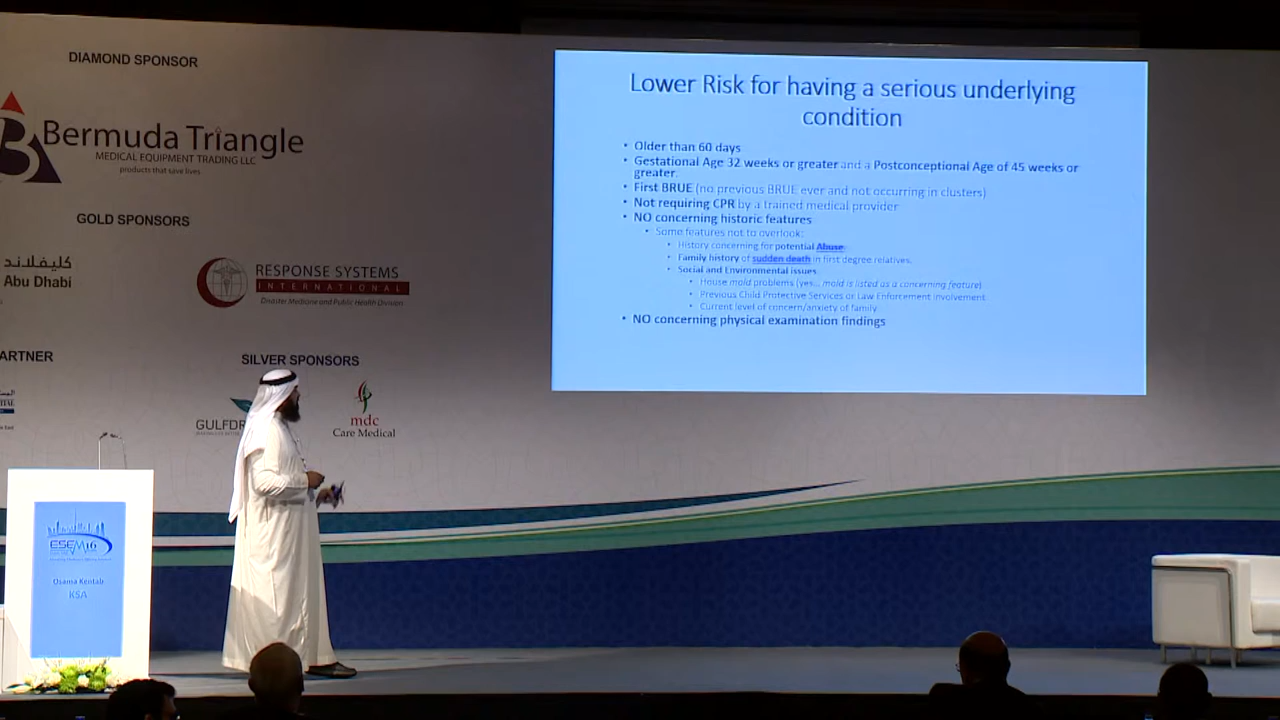 DIAMOND SPONSOR
Bermuda Triangle
MEDICAL EQUIPMENT TRADING LLC
products that save lives
GOLD SPONSORS
كليفلاند
Abu Dhabi
RESPONSE SYSTEMS
INTERNATIONAL
Disaster Medicine and Public Health Division
ARTNER
SILVER SPONSORS
GULFDR
mdc
Care Medical
ESEM16
Osama Kentab
KSA
Lower Risk for having a serious underlying
condition
• Older than 60 days
• Gestational Age 32 weeks or greater and a Postconceptional Age of 45 weeks or
greater.
• First BRUE (no previous BRUE ever and not occurring in clusters)
• Not requiring CPR by a trained medical provider
• NO concerning historic features
• Some features not to overlook:
• History concerning for potential Abuse.
• Family history of sudden death in first degree relatives.
• Social and Environmental issues.
• House mold problems (yes... mold is listed as a concerning feature)
• Previous Child Protective Services or Law Enforcement involvement
• Current level of concern/anxiety of family
• NO concerning physical examination findings